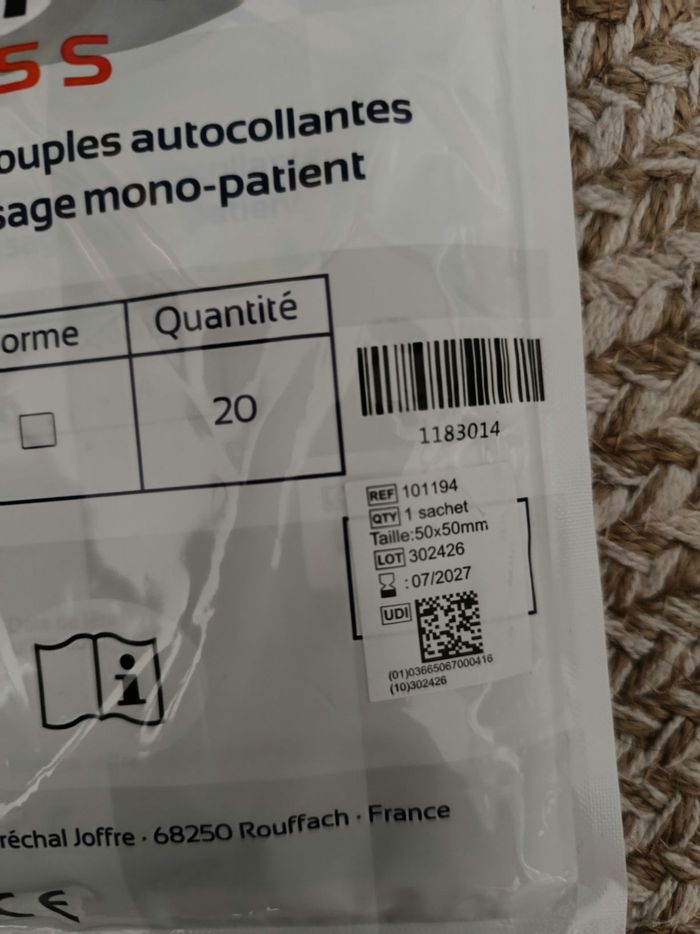 SS
ouples autocollantes
sage mono-patient
orme Quantité
20
1183014
REF 101194
QTY 1 sachet
Taille:50x50mm
LOT 302426
:07/2027
UDI
(01)03665067000416
(10)302426
i
réchal Joffre · 68250 Rouffach · France
CE